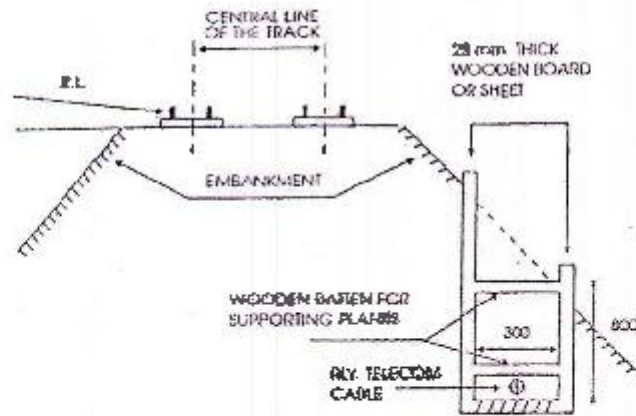 CENTRAL LINE
OF THE TRACK
R.L.
mm THICK
WOODEN BOARD
OR SHEET
EMBANKMENT
WOODEN BATTEN FOR
SUPPORTING
300
RLY. TELECOM
CABLE